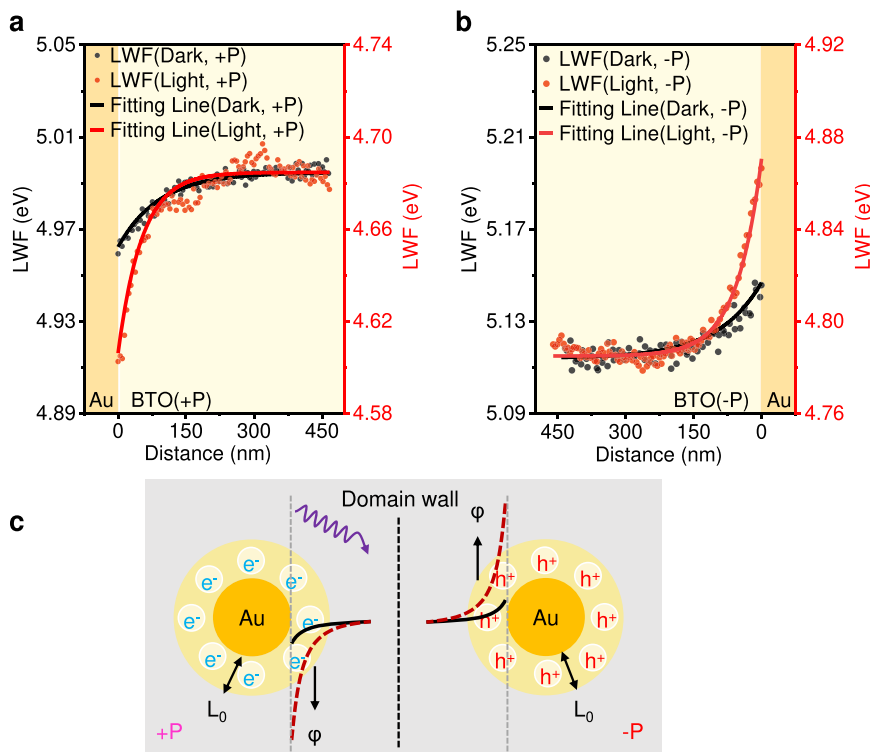 a
5.05
5.01
4.97
4.93
4.89
LWF (eV)
LWF(Dark, +P)
LWF(Light, +P)
Fitting Line(Dark, +P)
Fitting Line(Light, +P)
4.74
4.70
4.66
4.62
4.58
LWF (eV)
Au
BTO(+P)
0
150
300
450
Distance (nm)
b
5.25
5.21
5.17
5.13
5.09
LWF (eV)
LWF(Dark, -P)
LWF(Light, -P)
Fitting Line(Dark, -P)
Fitting Line(Light, -P)
4.92
4.88
4.84
4.80
4.76
LWF (eV)
BTO(-P)
Au
450
300
150
0
Distance (nm)
c
Domain wall
e-
e-
e-
e-
e-
e-
e-
e-
Au
L0
φ
+P
φ
h+
h+
h+
h+
h+
h+
h+
h+
Au
L0
-P